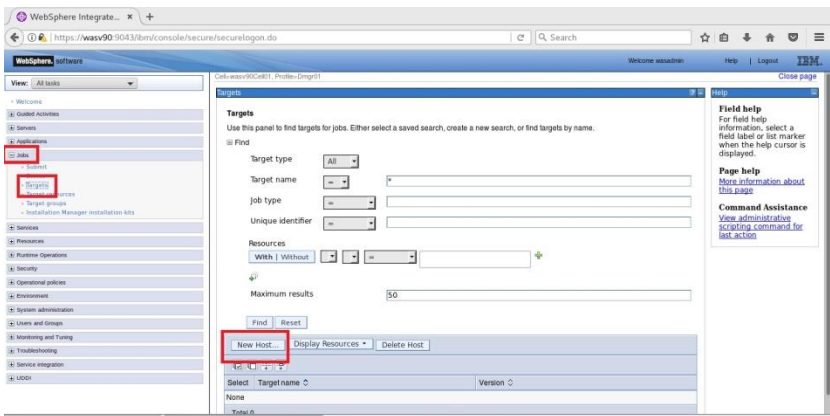 WebSphere Integrate... × +
https://wasv90:9043/ibm/console/secure/securelogon.do
Search
WebSphere. software
Welcome wasadmin
Help | Logout
IBM.
Cell=wasv90Cell01, Profile=Dmgr01
Close page
View: All tasks
Welcome
Guided Activities
Servers
Applications
Jobs
Submit
Targets
Target resources
Target groups
Installation Manager installation kits
Services
Resources
Runtime Operations
Security
Operational policies
Environment
System administration
Users and Groups
Monitoring and Tuning
Troubleshooting
Service integration
UDDI
Targets
Targets
Use this panel to find targets for jobs. Either select a saved search, create a new search, or find targets by name.
Find
Target type All
Target name = *
Job type =
Unique identifier =
Resources
With | Without =
Maximum results 50
Find Reset
New Host... Display Resources Delete Host
Select Target name Version
None
Total 0
Help
Field help
For field help
information, select a
field label or list marker
when the help cursor is
displayed.
Page help
More information about
this page
Command Assistance
View administrative
scripting command for
last action